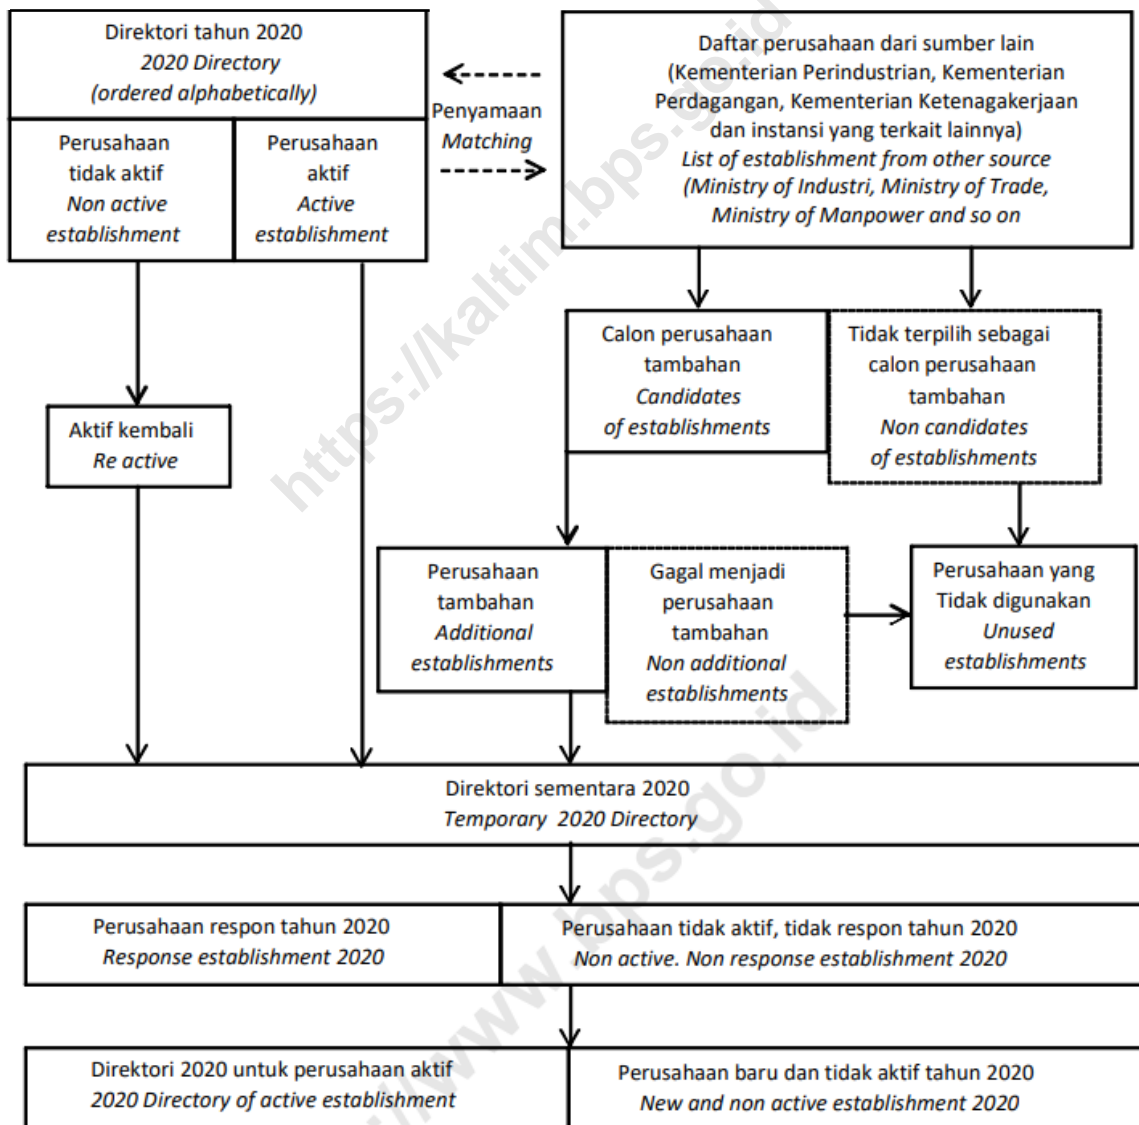 Direktori tahun 2020
2020 Directory
(ordered alphabetically)
Perusahaan
tidak aktif
Non active
establishment
Perusahaan
aktif
Active
establishment
Penyamaan
Matching
Daftar perusahaan dari sumber lain
(Kementerian Perindustrian, Kementerian
Perdagangan, Kementerian Ketenagakerjaan
dan instansi yang terkait lainnya)
List of establishment from other source
(Ministry of Industri, Ministry of Trade,
Ministry of Manpower and so on
Calon perusahaan
tambahan
Candidates
of establishments
Tidak terpilih sebagai
calon perusahaan
tambahan
Non candidates
of establishments
Aktif kembali
Re active
Perusahaan
tambahan
Additional
establishments
Gagal menjadi
perusahaan
tambahan
Non additional
establishments
Perusahaan yang
Tidak digunakan
Unused
establishments
Direktori sementara 2020
Temporary 2020 Directory
Perusahaan respon tahun 2020
Response establishment 2020
Perusahaan tidak aktif, tidak respon tahun 2020
Non active. Non response establishment 2020
Direktori 2020 untuk perusahaan aktif
2020 Directory of active establishment
Perusahaan baru dan tidak aktif tahun 2020
New and non active establishment 2020
https://kaltim.bps.go.id
//www.bps.go.id